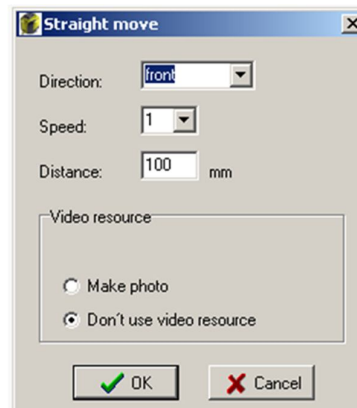 Straight move
Direction: front
Speed: 1
Distance: 100 mm
Video resource
Make photo
Don't use video resource
OK Cancel